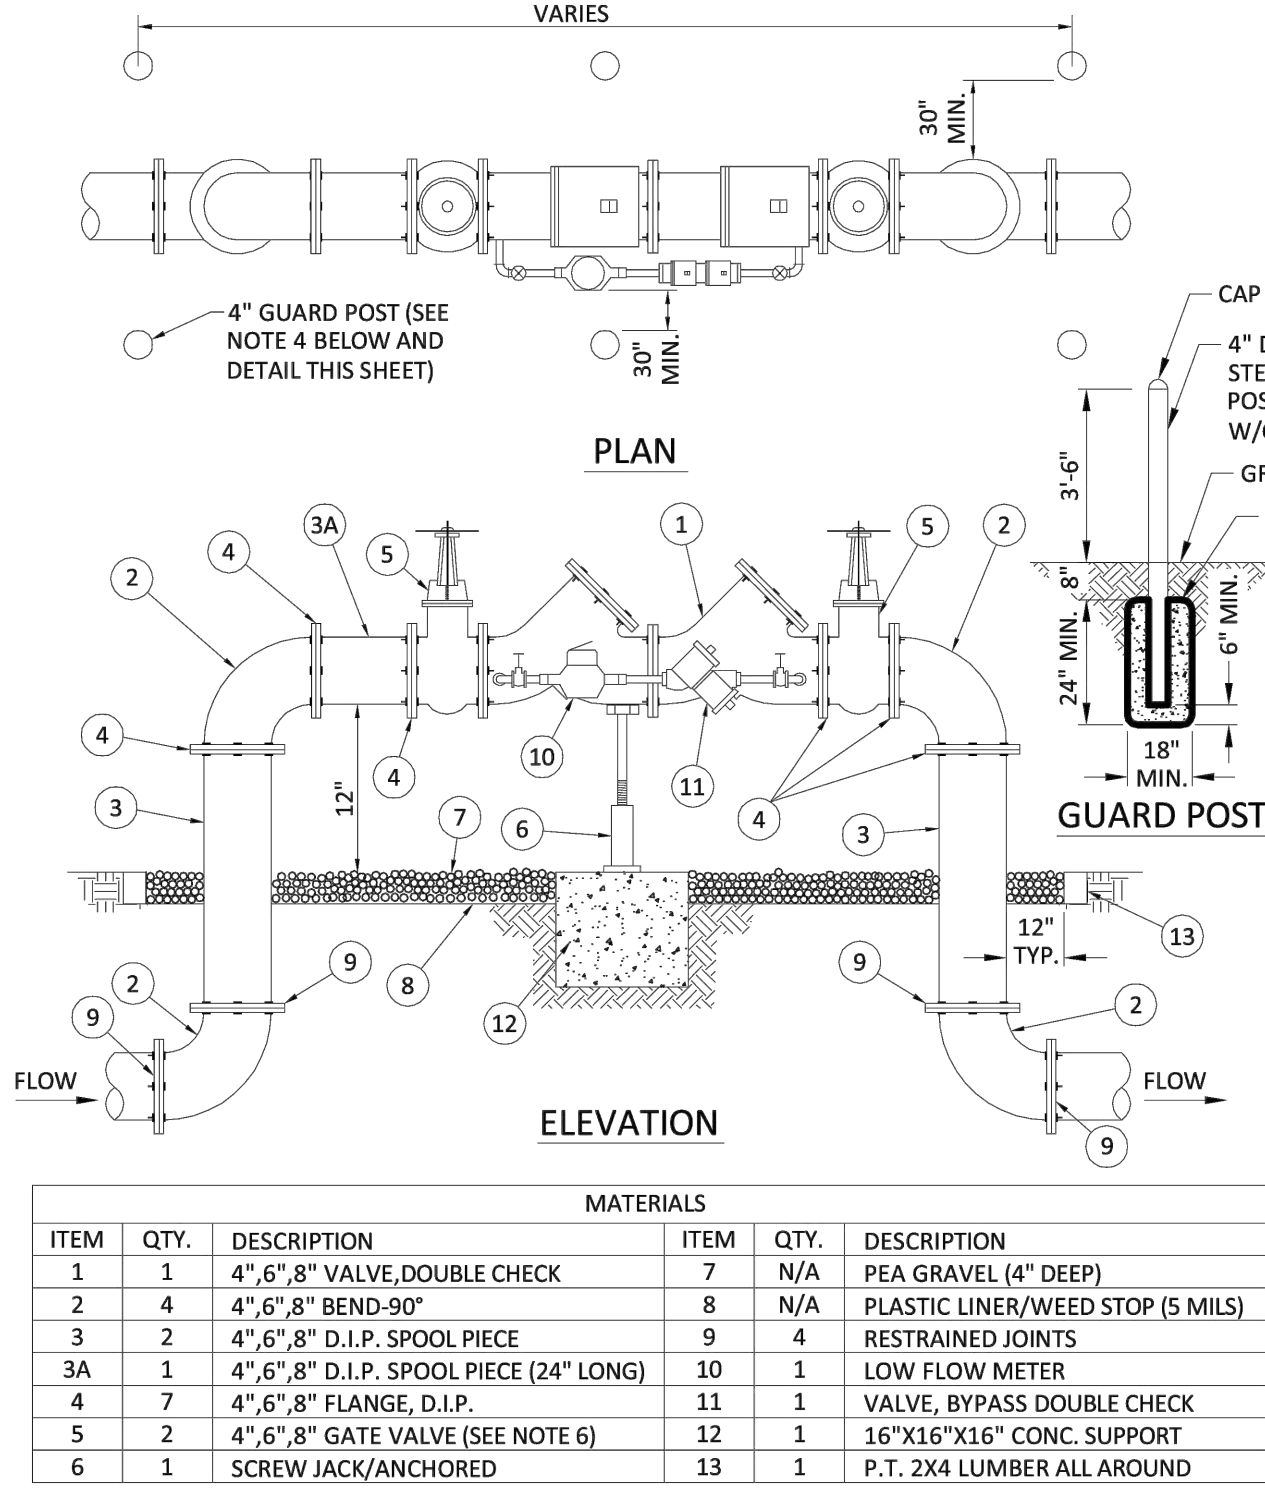 VARIES
30"
MIN.
4" GUARD POST (SEE
NOTE 4 BELOW AND
DETAIL THIS SHEET)
30"
MIN.
PLAN
CAP
4"
3'-6"
8"
24" MIN.
6" MIN.
18"
MIN.
GUARD POST
3A
4
2
5
1
5
2
4
3
4
12"
10
11
7
6
4
3
12"
TYP.
13
9
8
12
9
2
9
2
9
FLOW
FLOW
ELEVATION
MATERIALS
ITEM QTY. DESCRIPTION ITEM QTY. DESCRIPTION
1 1 4",6",8" VALVE,DOUBLE CHECK 7 N/A PEA GRAVEL (4" DEEP)
2 4 4",6",8" BEND-90° 8 N/A PLASTIC LINER/WEED STOP (5 MILS)
3 2 4",6",8" D.I.P. SPOOL PIECE 9 4 RESTRAINED JOINTS
3A 1 4",6",8" D.I.P. SPOOL PIECE (24" LONG) 10 1 LOW FLOW METER
4 7 4",6",8" FLANGE, D.I.P. 11 1 VALVE, BYPASS DOUBLE CHECK
5 2 4",6",8" GATE VALVE (SEE NOTE 6) 12 1 16"X16"X16" CONC. SUPPORT
6 1 SCREW JACK/ANCHORED 13 1 P.T. 2X4 LUMBER ALL AROUND